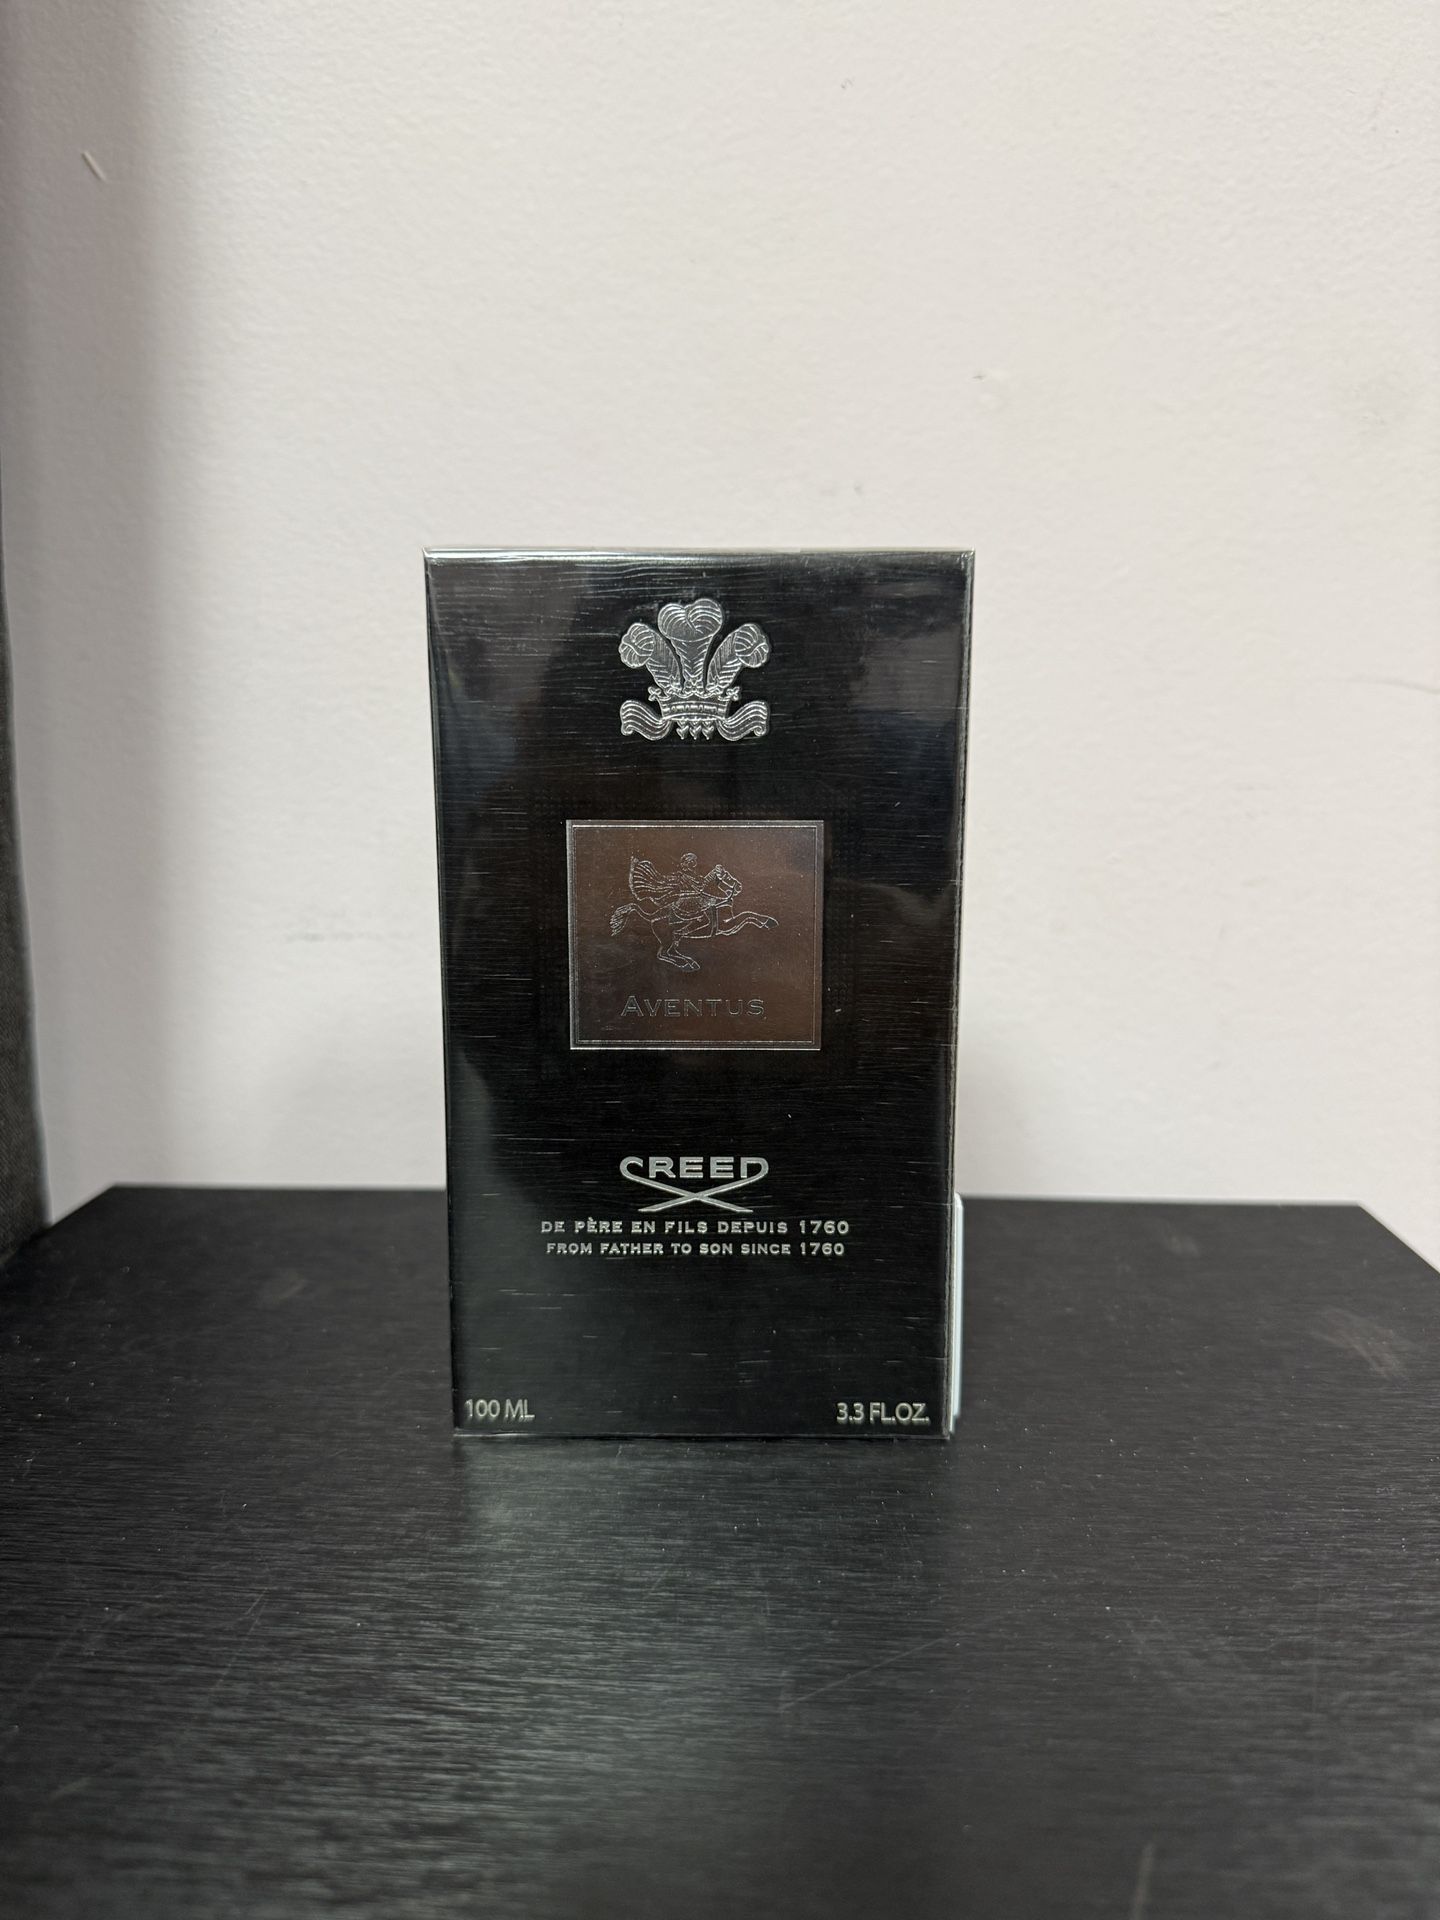 AVENTUS
CREED
DE PÈRE EN FILS DEPUIS 1760
FROM FATHER TO SON SINCE 1760
100 ML
3.3 FL.OZ.